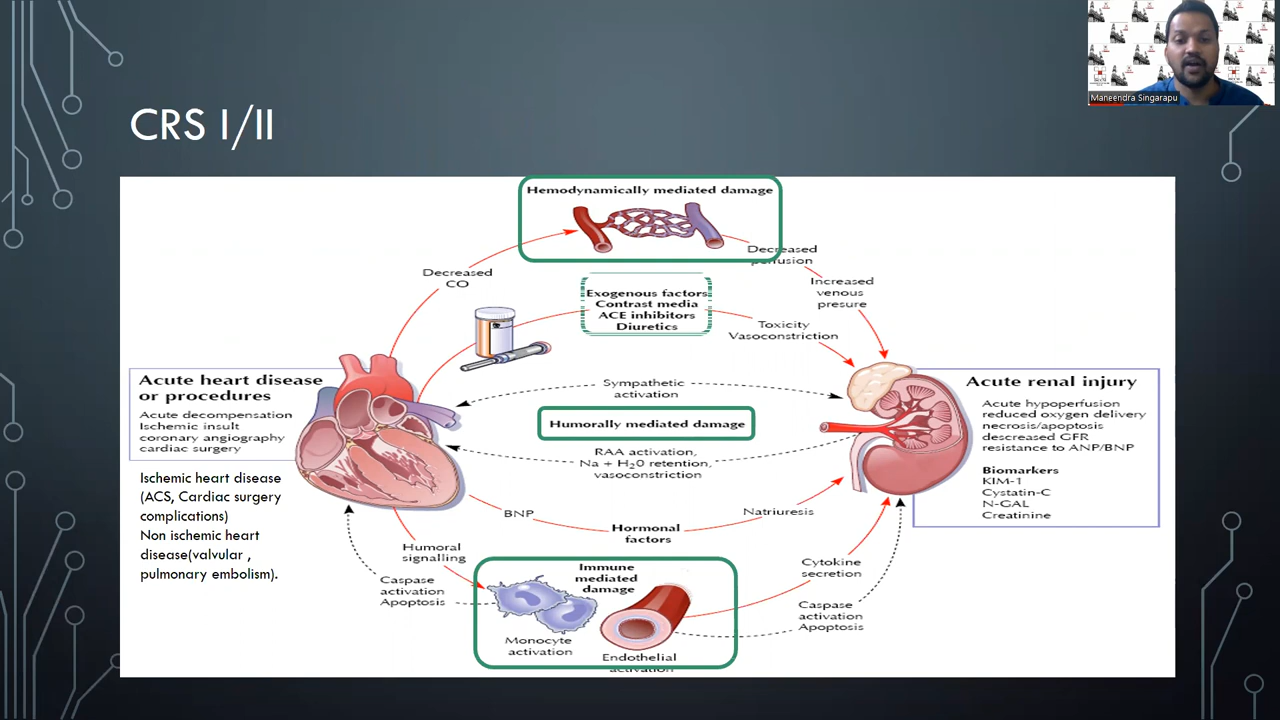 Maneendra Singarapu
CRS I/II
Hemodynamically mediated damage
Decreased
CO
Decreased
perfusion
Increased
venous
presure
Exogenous factors
Contrast media
ACE inhibitors
Diuretics
Toxicity
Vasoconstriction
Acute heart disease
or procedures
Acute decompensation
Ischemic insult
coronary angiography
cardiac surgery
Ischemic heart disease
(ACS, Cardiac surgery
complications)
Non ischemic heart
disease(valvular ,
pulmonary embolism).
Sympathetic
activation
Humorally mediated damage
RAA activation,
Na + H₂0 retention,
vasoconstriction
Acute renal injury
Acute hypoperfusion
reduced oxygen delivery
necrosis/apoptosis
descreased GFR
resistance to ANP/BNP
Biomarkers
KIM-1
Cystatin-C
N-GAL
Creatinine
BNP
Hormonal
factors
Natriuresis
Humoral
signalling
Caspase
activation
Apoptosis
Immune
mediated
damage
Monocyte
activation
Endothelial
activation
Cytokine
secretion
Caspase
activation
Apoptosis